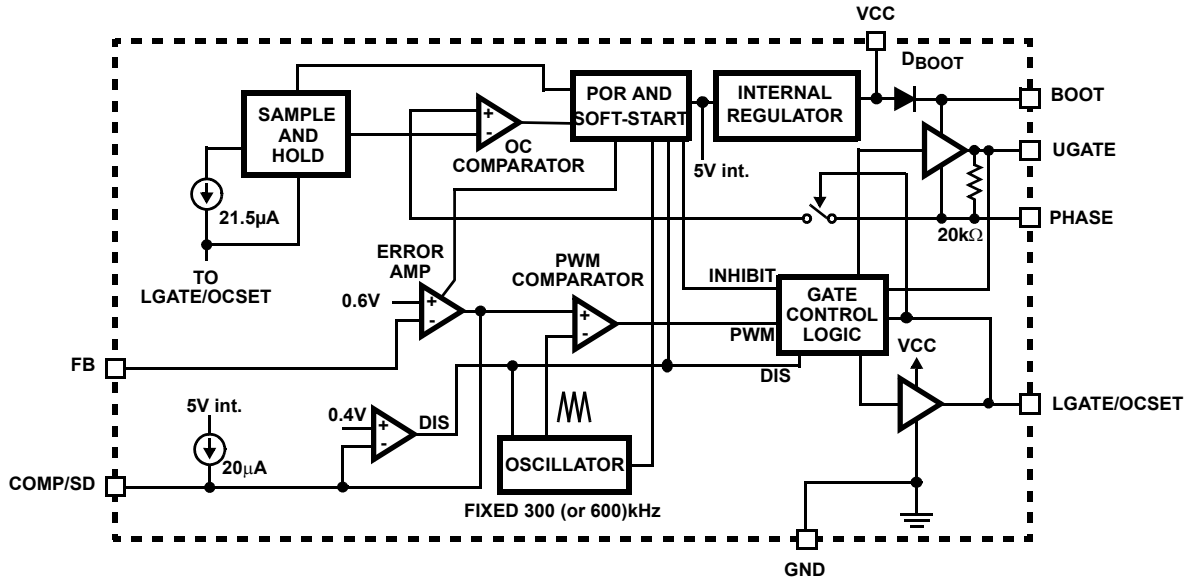 VCC
D_BOOT
BOOT
SAMPLE
AND
HOLD
+
-
OC
COMPARATOR
POR AND
SOFT-START
INTERNAL
REGULATOR
5V int.
UGATE
21.5µA
TO
LGATE/OCSET
20kΩ
PHASE
ERROR
AMP
0.6V
+
-
PWM
COMPARATOR
+
-
INHIBIT
PWM
DIS
GATE
CONTROL
LOGIC
FB
VCC
5V int.
20µA
0.4V
+
-
DIS
LGATE/OCSET
COMP/SD
OSCILLATOR
FIXED 300 (or 600)kHz
GND